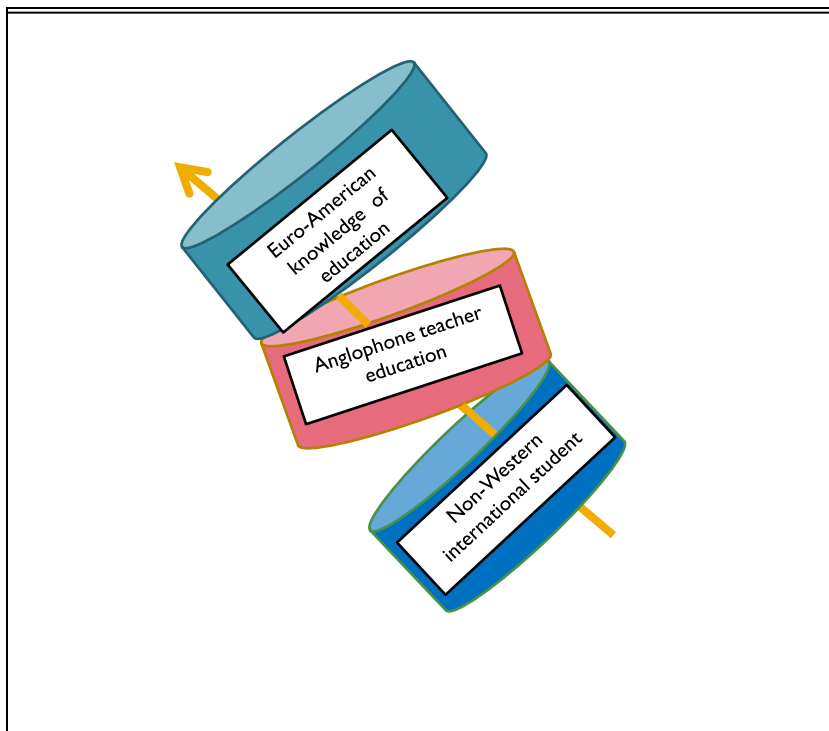 Euro-American
knowledge of
education
Anglophone teacher
education
Non-Western
international student